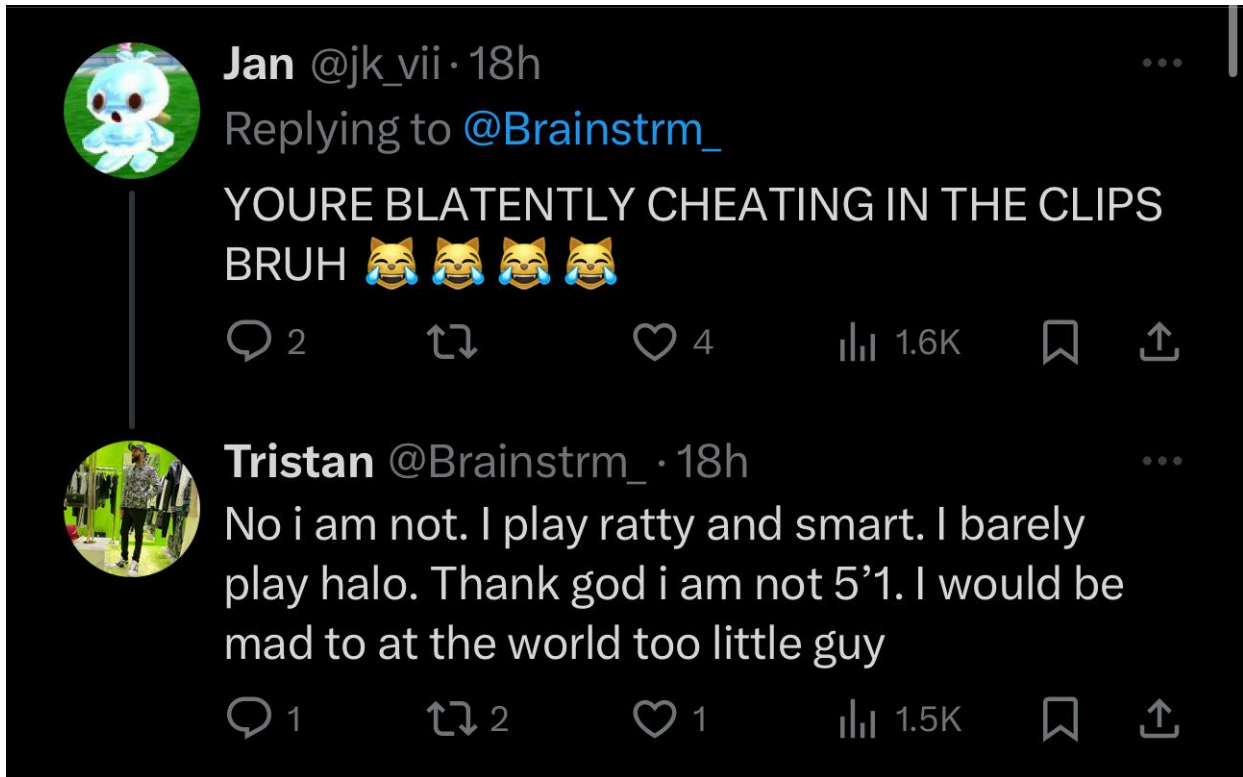 Jan @jk_vii · 18h
Replying to @Brainstrm_
YOURE BLATENTLY CHEATING IN THE CLIPS
BRUH 😹 😹 😹 😹
2 4 1.6K
Tristan @Brainstrm_ · 18h
No i am not. I play ratty and smart. I barely
play halo. Thank god i am not 5’1. I would be
mad to at the world too little guy
1 2 1 1.5K